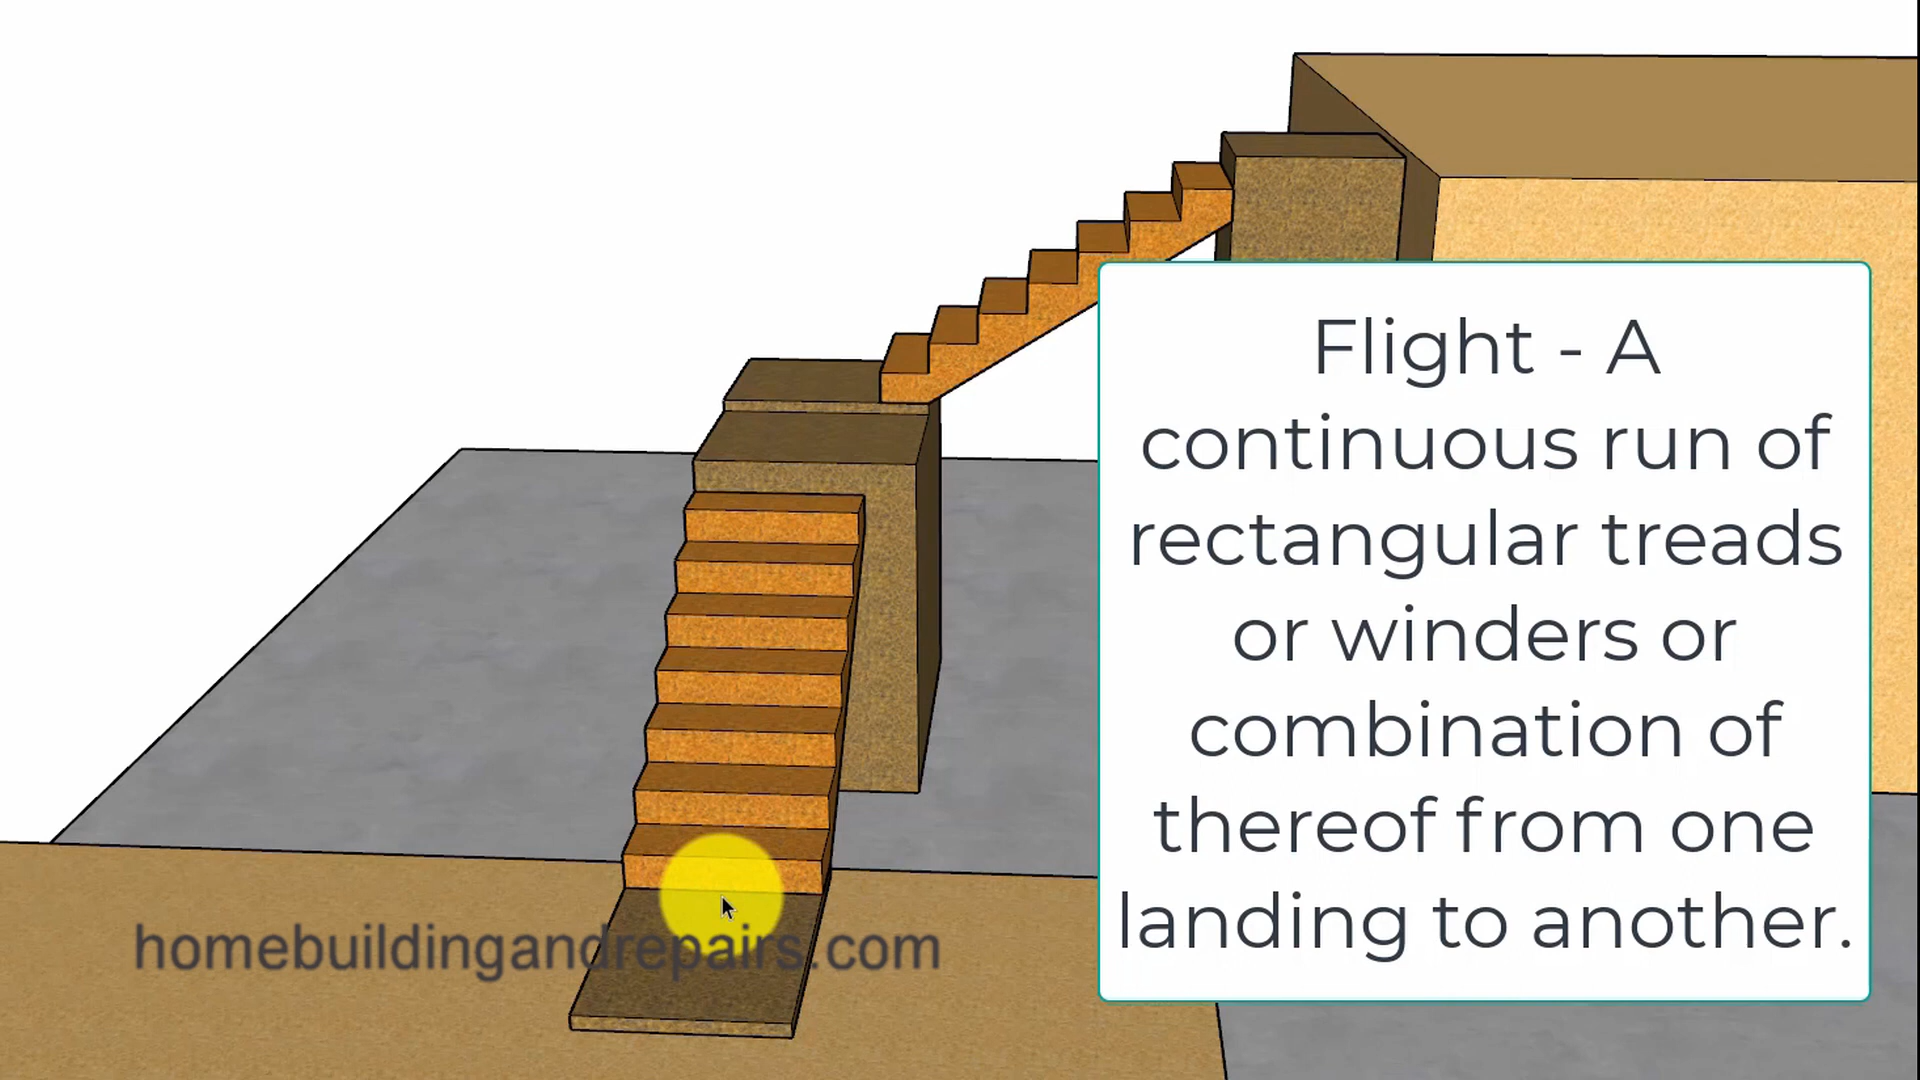 Flight - A
continuous run of
rectangular treads
or winders or
combination of
thereof from one
landing to another.
homebuildingandrepairs.com